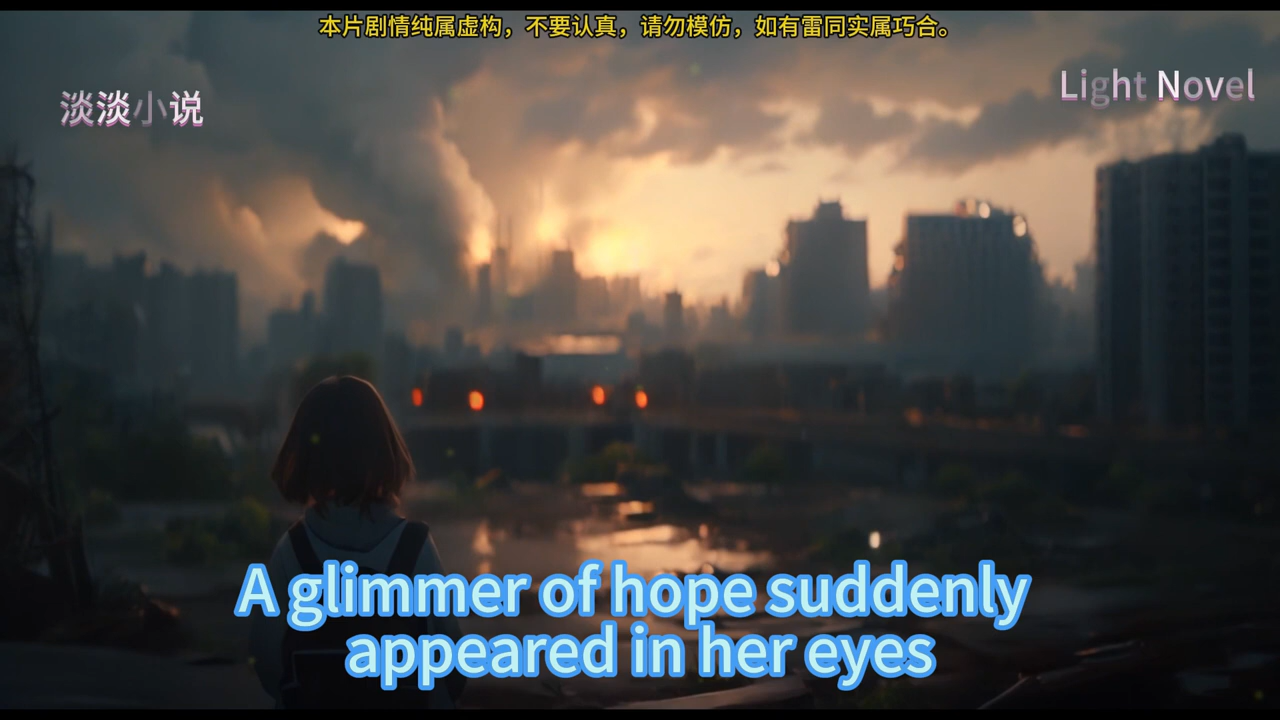 本片剧情纯属虚构，不要认真，请勿模仿，如有雷同实属巧合。
淡淡小说
Light Novel
A glimmer of hope suddenly
appeared in her eyes